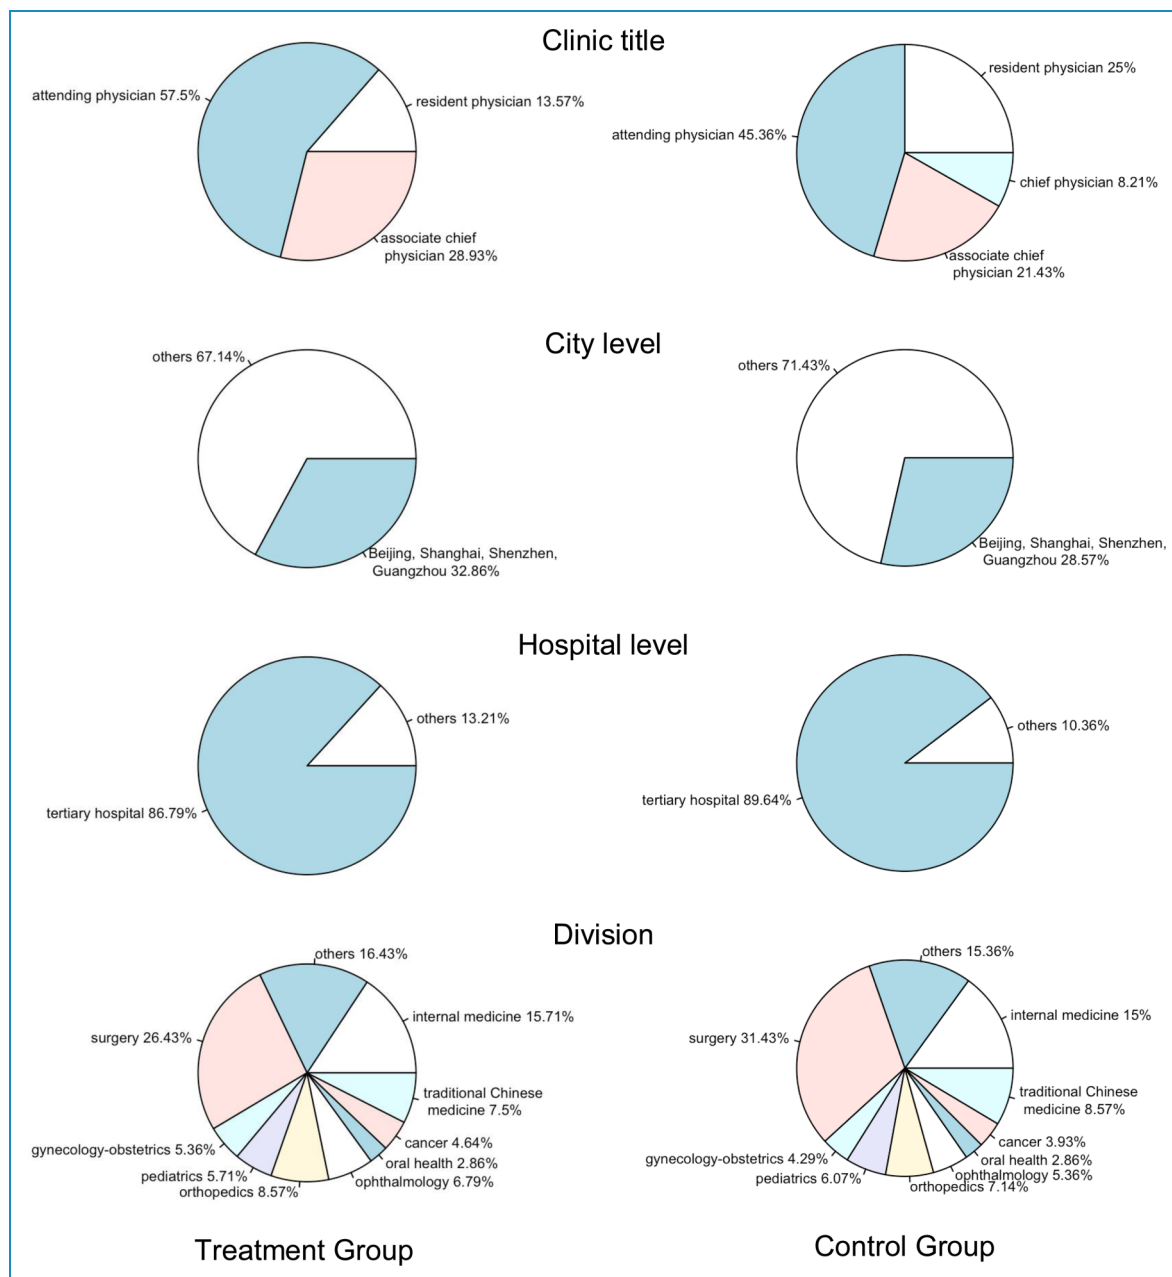 Clinic title
attending physician 57.5%
resident physician 13.57%
associate chief
physician 28.93%
resident physician 25%
attending physician 45.36%
chief physician 8.21%
associate chief
physician 21.43%
City level
others 67.14%
Beijing, Shanghai, Shenzhen,
Guangzhou 32.86%
others 71.43%
Beijing, Shanghai, Shenzhen,
Guangzhou 28.57%
Hospital level
others 13.21%
tertiary hospital 86.79%
others 10.36%
tertiary hospital 89.64%
Division
others 16.43%
internal medicine 15.71%
surgery 26.43%
traditional Chinese
medicine 7.5%
cancer 4.64%
gynecology-obstetrics 5.36%
oral health 2.86%
pediatrics 5.71%
ophthalmology 6.79%
orthopedics 8.57%
others 15.36%
internal medicine 15%
surgery 31.43%
traditional Chinese
medicine 8.57%
cancer 3.93%
gynecology-obstetrics 4.29%
oral health 2.86%
pediatrics 6.07%
ophthalmology 5.36%
orthopedics 7.14%
Treatment Group
Control Group